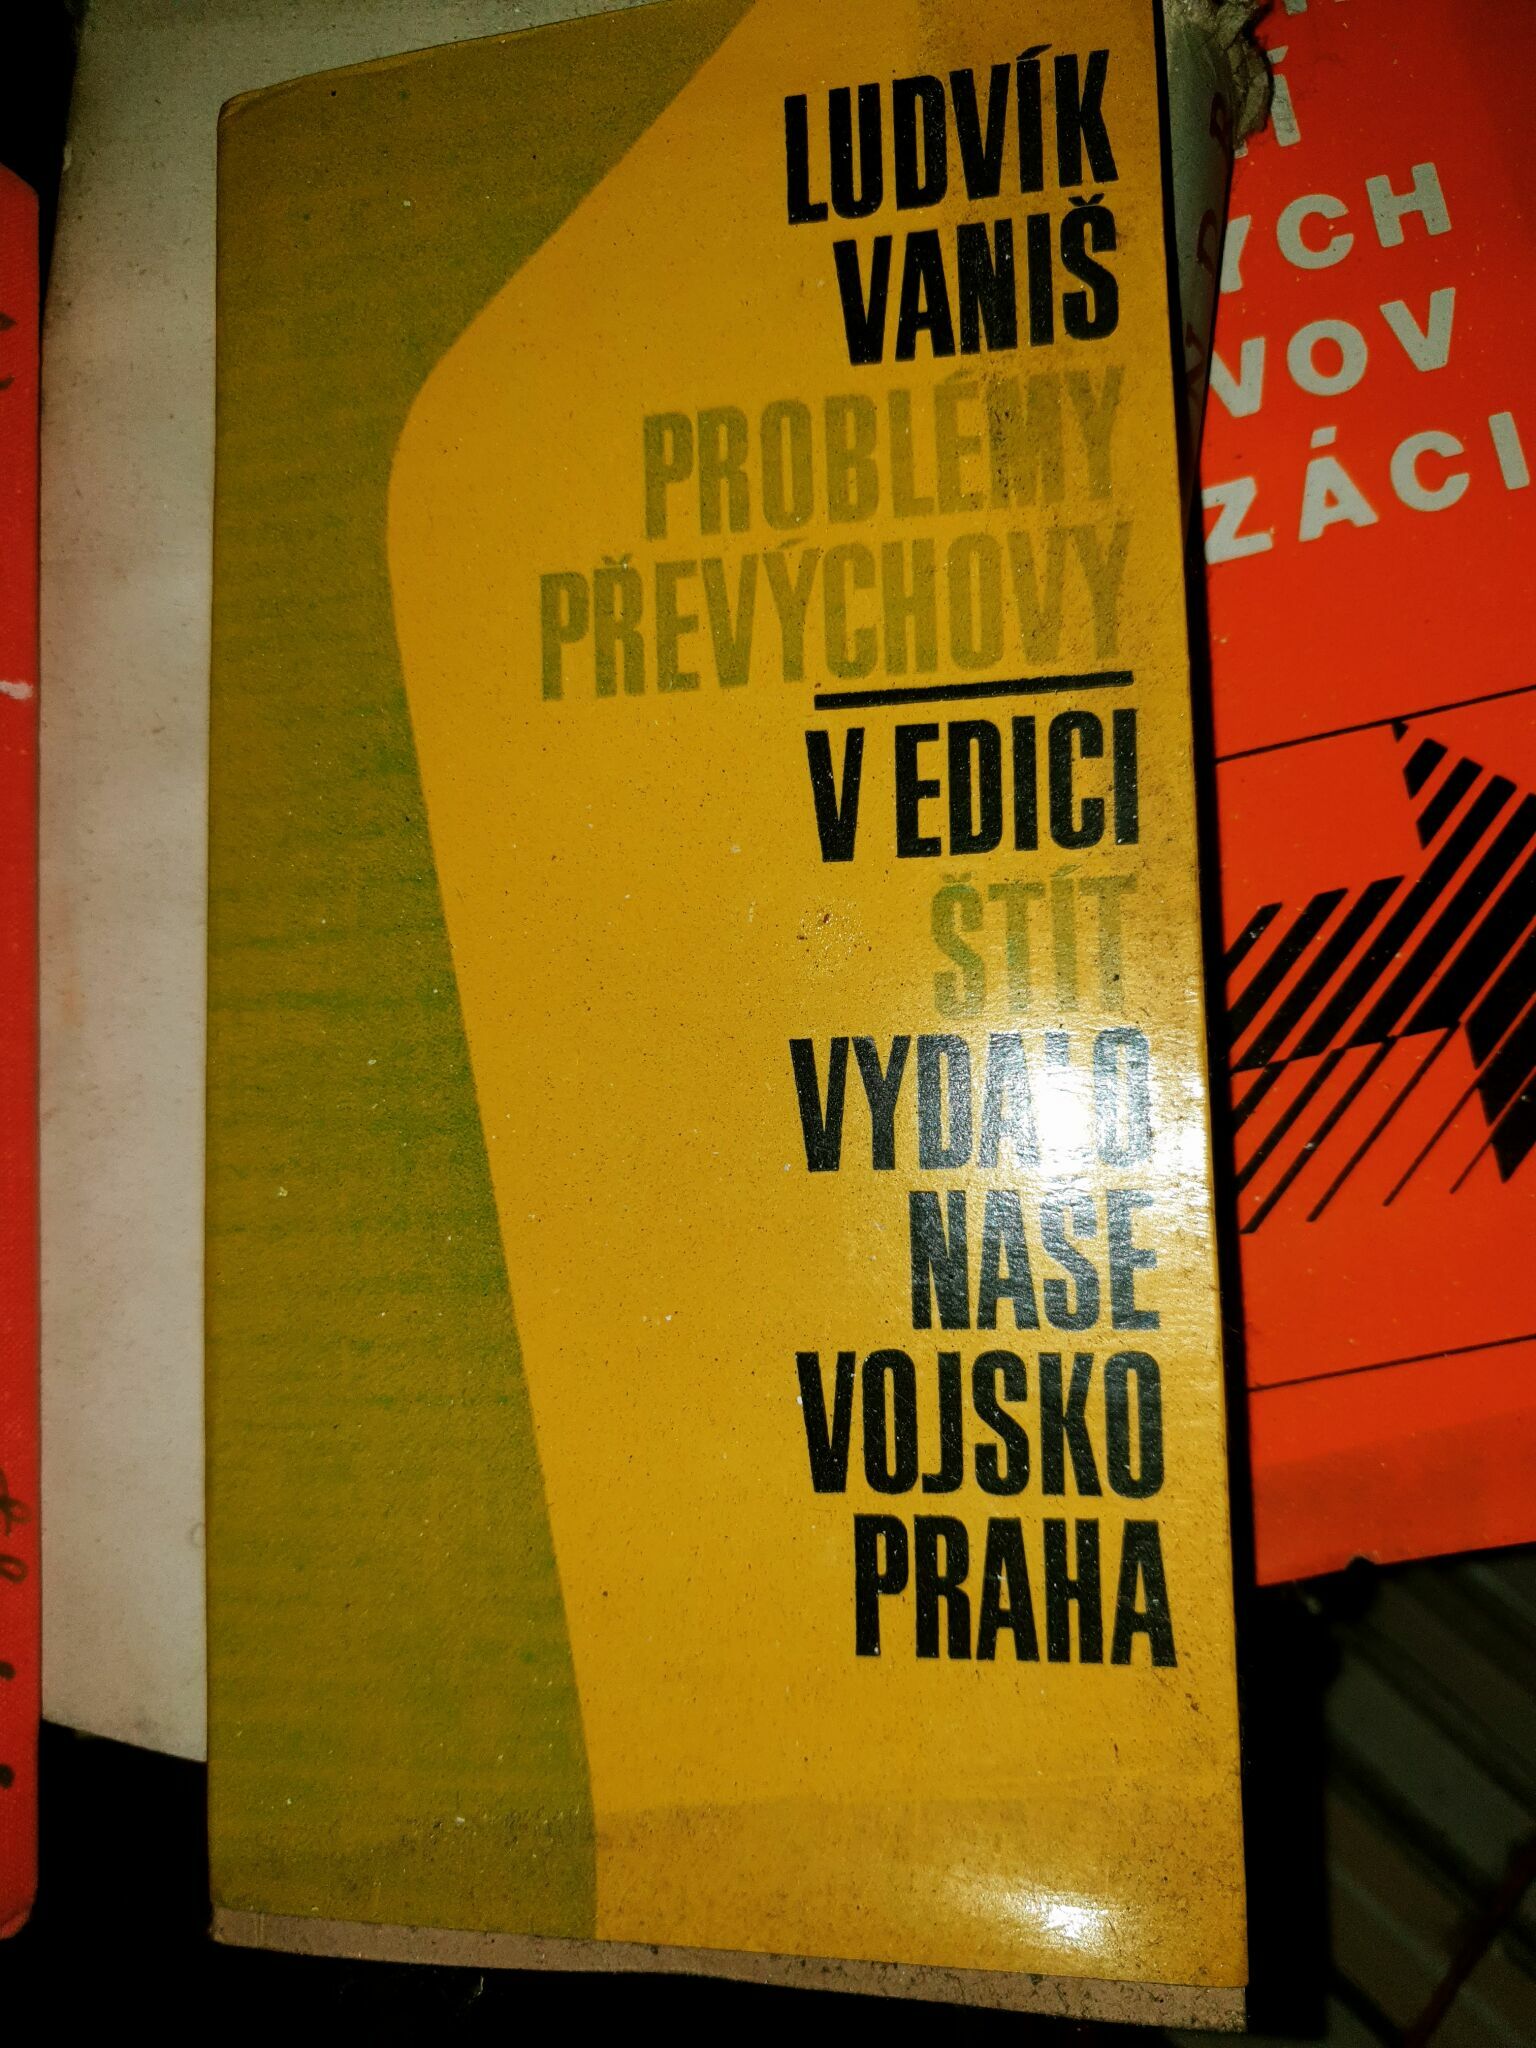 LUDVÍK
VANIŠ
PROBLÉMY
PŘEVÝCHOVY
V EDICI
ŠTÍT
VYDALO
NAŠE
VOJSKO
PRAHA
YCH
VOV
ZÁCI